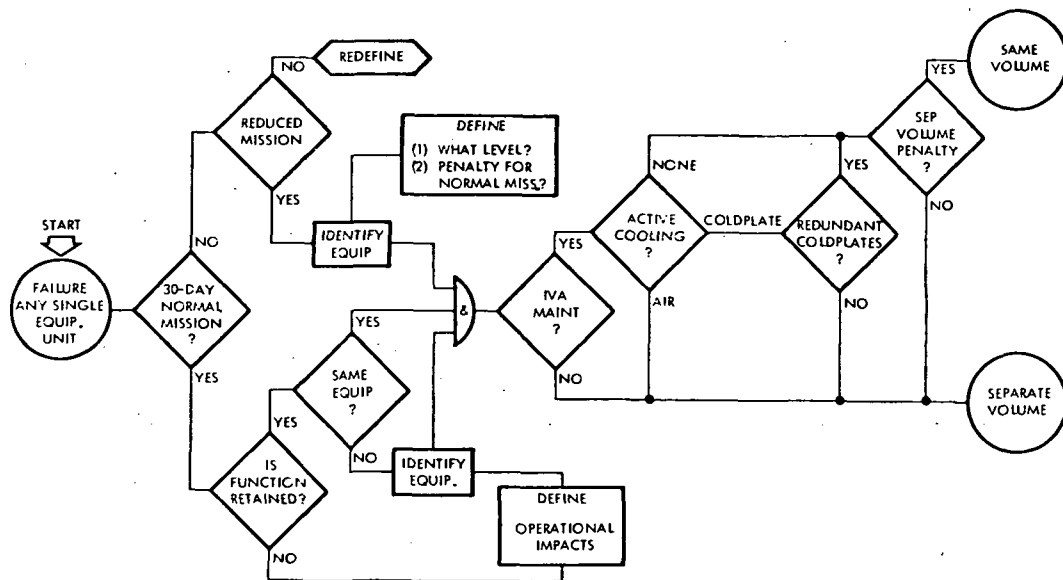 START
FAILURE
ANY SINGLE
EQUIP.
UNIT
30-DAY
NORMAL
MISSION
?
NO
YES
REDUCED
MISSION
NO
REDEFINE
YES
IDENTIFY
EQUIP
DEFINE
(1) WHAT LEVEL?
(2) PENALTY FOR
NORMAL MISS.?
IS
FUNCTION
RETAINED?
YES
NO
SAME
EQUIP
?
YES
NO
IDENTIFY
EQUIP.
DEFINE
OPERATIONAL
IMPACTS
&
IVA
MAINT
?
YES
NO
ACTIVE
COOLING
?
NONE
COLDPLATE
AIR
REDUNDANT
COLDPLATES
?
YES
NO
SEP
VOLUME
PENALTY
?
YES
NO
SAME
VOLUME
SEPARATE
VOLUME